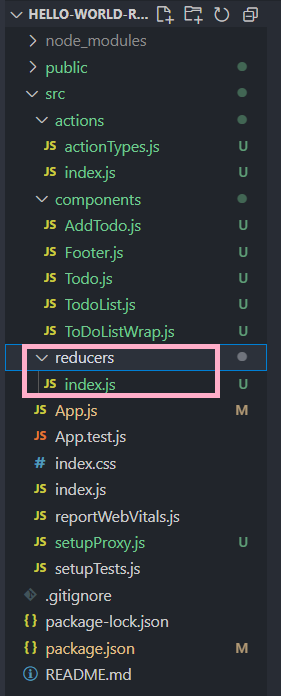 HELLO-WORLD-R...
node_modules
public
src
actions
JS actionTypes.js U
JS index.js U
components
JS AddTodo.js U
JS Footer.js U
JS Todo.js U
JS TodoList.js U
JS ToDoListWrap.js U
reducers
JS index.js U
JS App.js M
JS App.test.js
# index.css
JS index.js
JS reportWebVitals.js
JS setupProxy.js U
JS setupTests.js
.gitignore
{} package-lock.json
{} package.json M
README.md